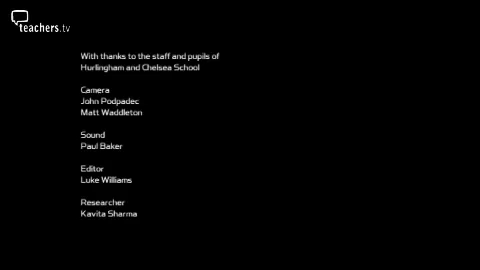 teachers.tv
With thanks to the staff and pupils of
Hurlingham and Chelsea School
Camera
John Podpadec
Matt Waddleton
Sound
Paul Baker
Editor
Luke Williams
Researcher
Kavita Sharma